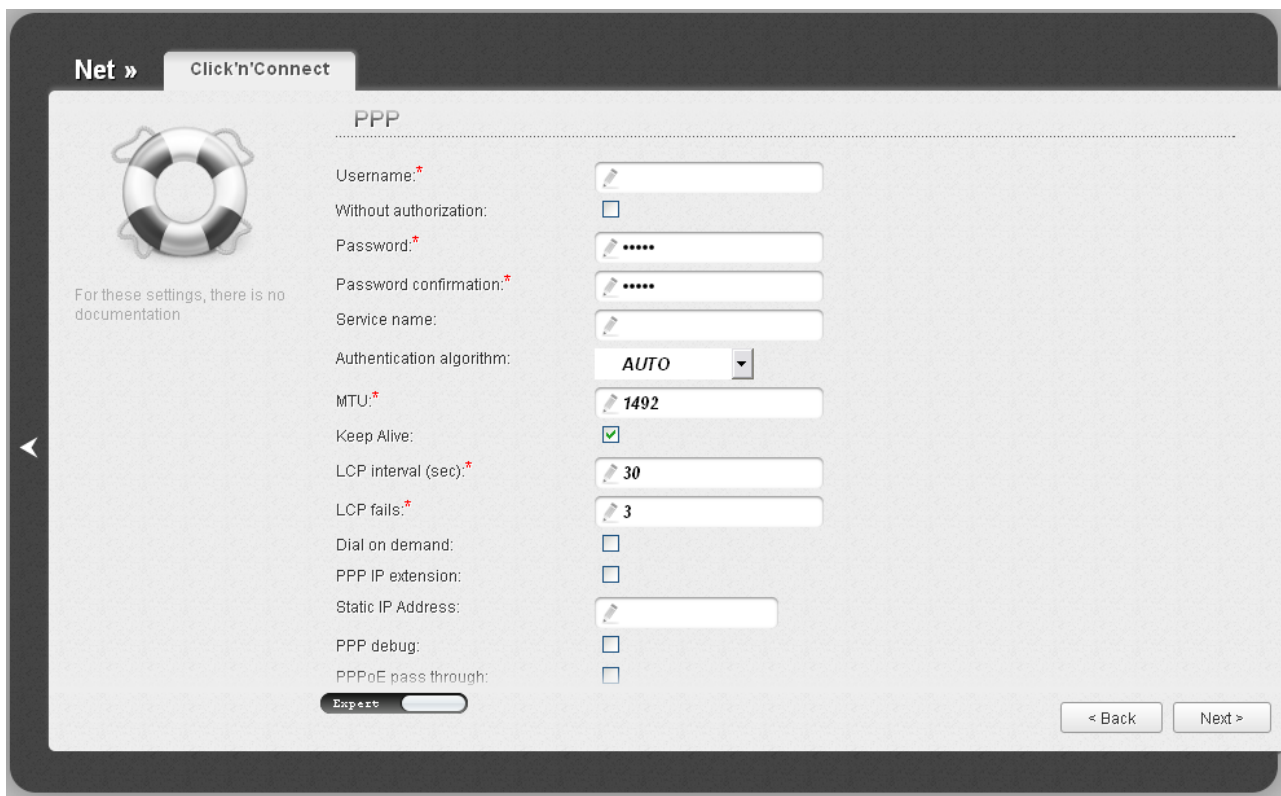 Net »
Click'n'Connect
PPP
For these settings, there is no
documentation
Username:*
Without authorization:
Password:* •••••
Password confirmation:* •••••
Service name:
Authentication algorithm: AUTO
MTU:* 1492
Keep Alive:
LCP interval (sec):* 30
LCP fails:* 3
Dial on demand:
PPP IP extension:
Static IP Address:
PPP debug:
PPPoE pass through:
Expert
< Back
Next >